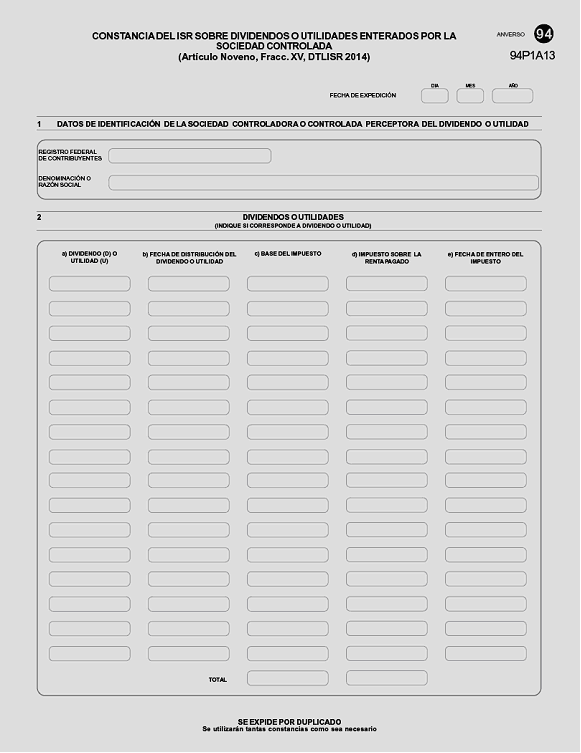 CONSTANCIA DEL ISR SOBRE DIVIDENDOS O UTILIDADES ENTERADOS POR LA
SOCIEDAD CONTROLADA
(Artículo Noveno, Fracc. XV, DTLISR 2014)
ANVERSO 94
94P1A13
DIA MES AÑO
FECHA DE EXPEDICIÓN
1 DATOS DE IDENTIFICACIÓN DE LA SOCIEDAD CONTROLADORA O CONTROLADA PERCEPTORA DEL DIVIDENDO O UTILIDAD
REGISTRO FEDERAL
DE CONTRIBUYENTES
DENOMINACIÓN O
RAZÓN SOCIAL
2 DIVIDENDOS O UTILIDADES
(INDIQUE SI CORRESPONDE A DIVIDENDO O UTILIDAD)
a) DIVIDENDO (D) O
UTILIDAD (U)
b) FECHA DE DISTRIBUCIÓN DEL
DIVIDENDO O UTILIDAD
c) BASE DEL IMPUESTO
d) IMPUESTO SOBRE LA
RENTA PAGADO
e) FECHA DE ENTERO DEL
IMPUESTO
TOTAL
SE EXPIDE POR DUPLICADO
Se utilizarán tantas constancias como sea necesario